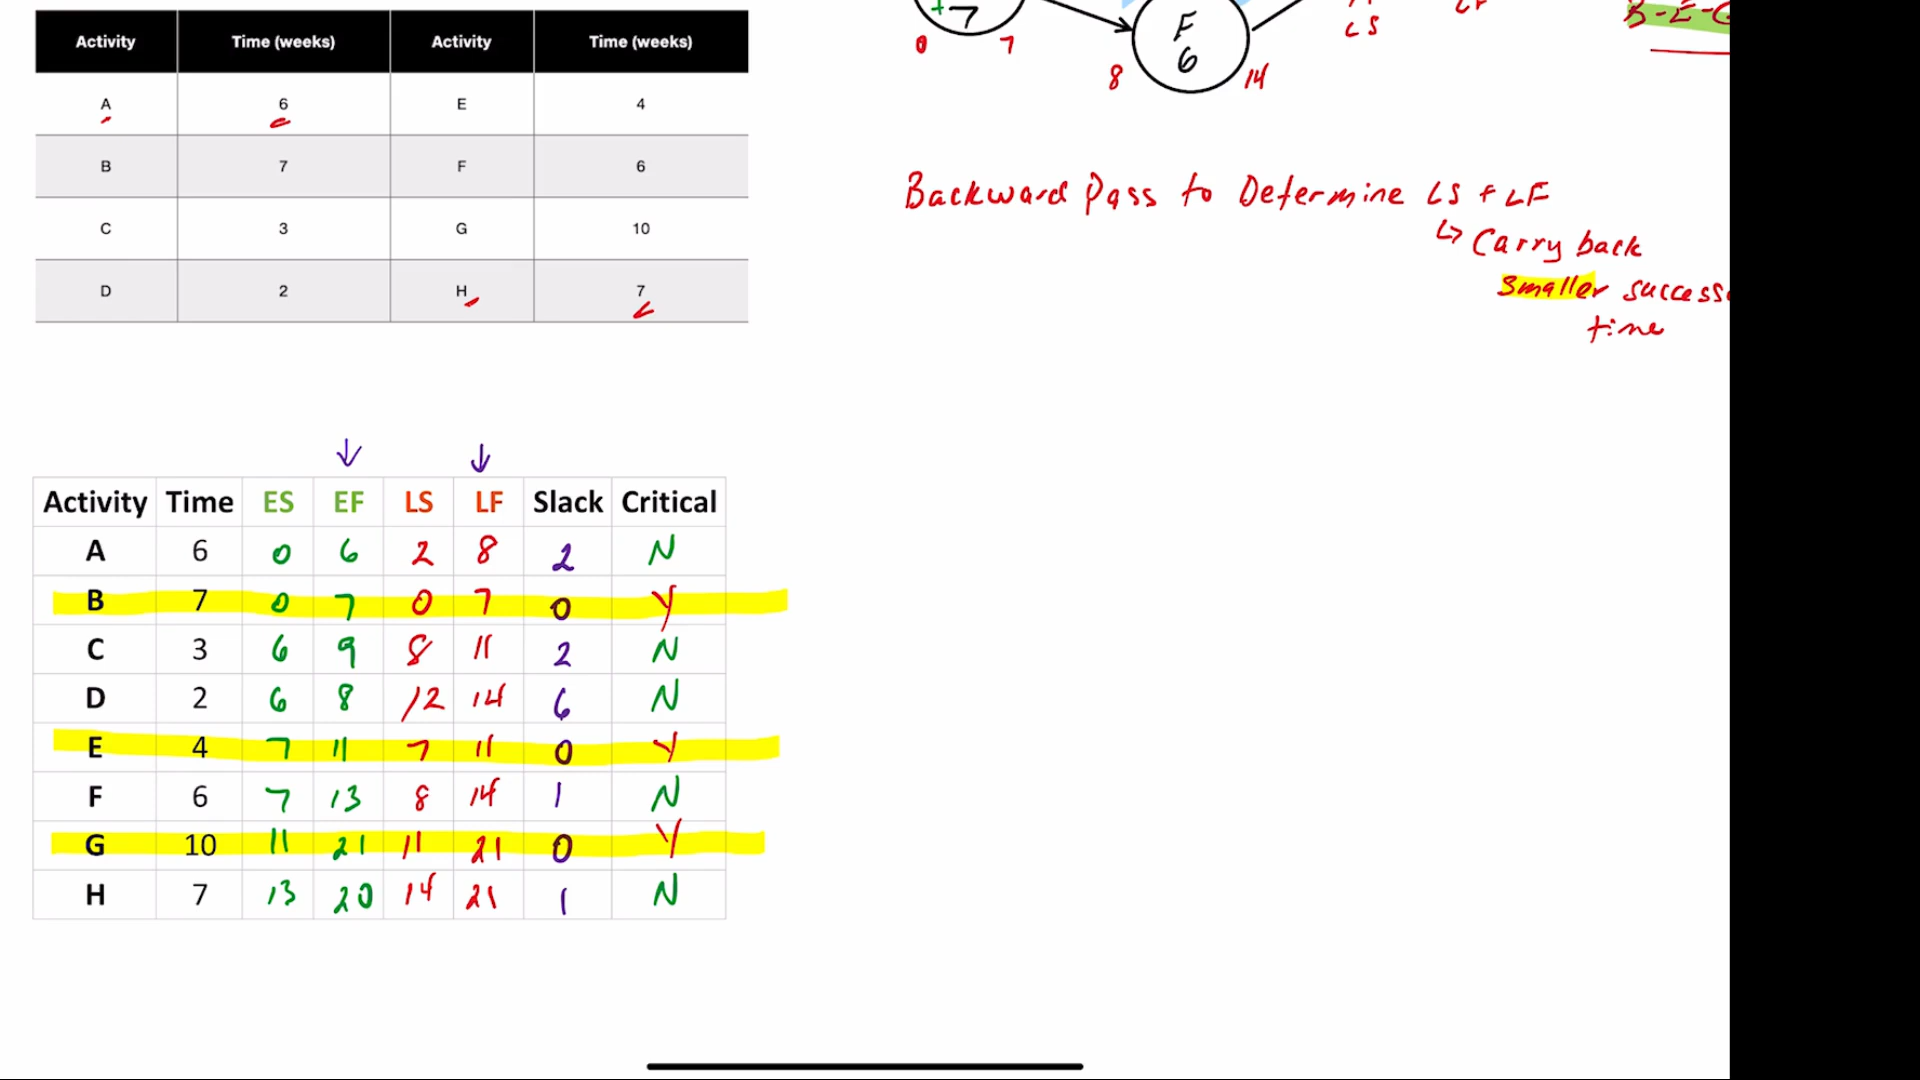 Activity Time (weeks) Activity Time (weeks)
A 6 E 4
B 7 F 6
C 3 G 10
D 2 H 7
7
0 7
F
6
8 14
LS
LF
B-E-G
Backward Pass to Determine LS + LF
↳ Carry back
smaller
time
Activity Time ES EF LS LF Slack Critical
A 6 0 6 2 8 2 N
B 7 0 7 0 7 0 Y
C 3 6 9 8 11 2 N
D 2 6 8 12 14 6 N
E 4 7 11 7 11 0 Y
F 6 7 13 8 14 1 N
G 10 11 21 11 21 0 Y
H 7 13 20 14 21 1 N